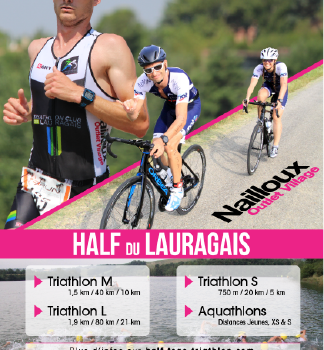 Nailloux
Outlet Village
HALF DU LAURAGAIS
Triathlon M
1,5 km / 40 km / 10 km
Triathlon S
750 m / 20 km / 5 km
Triathlon L
1,9 km / 80 km / 21 km
Aquathlons
Distances Jeunes, XS & S